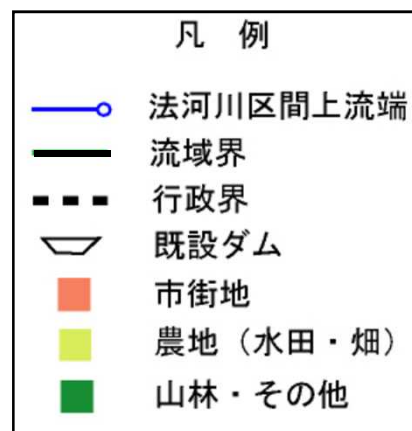 凡　例
法河川区間上流端
流域界
行政界
既設ダム
市街地
農地（水田・畑）
山林・その他